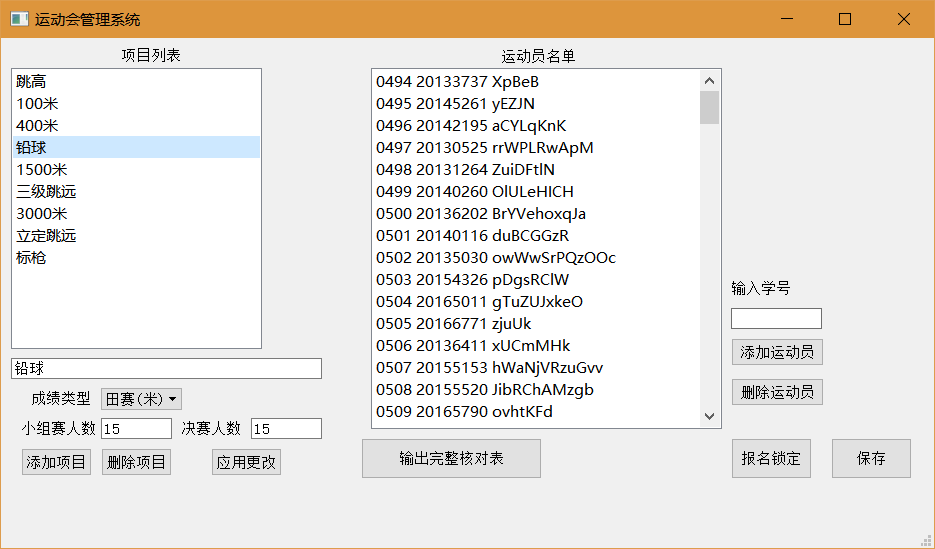 运动会管理系统
项目列表
跳高
100米
400米
铅球
1500米
三级跳远
3000米
立定跳远
标枪
铅球
成绩类型 田赛(米)
小组赛人数 15 决赛人数 15
添加项目 删除项目 应用更改
运动员名单
0494 20133737 XpBeB
0495 20145261 yEZJN
0496 20142195 aCYLqKnK
0497 20130525 rrWPLRwApM
0498 20131264 ZuiDFtlN
0499 20140260 OlULeHICH
0500 20136202 BrYVehoxqJa
0501 20140116 duBCGGzR
0502 20135030 owWwSrPQzOOc
0503 20154326 pDgsRClW
0504 20165011 gTuZUJxkeO
0505 20166771 zjuUk
0506 20136411 xUCmMHk
0507 20155153 hWaNjVRzuGvv
0508 20155520 JibRChAMzgb
0509 20165790 ovhtKFd
输出完整核对表
输入学号
添加运动员
删除运动员
报名锁定 保存